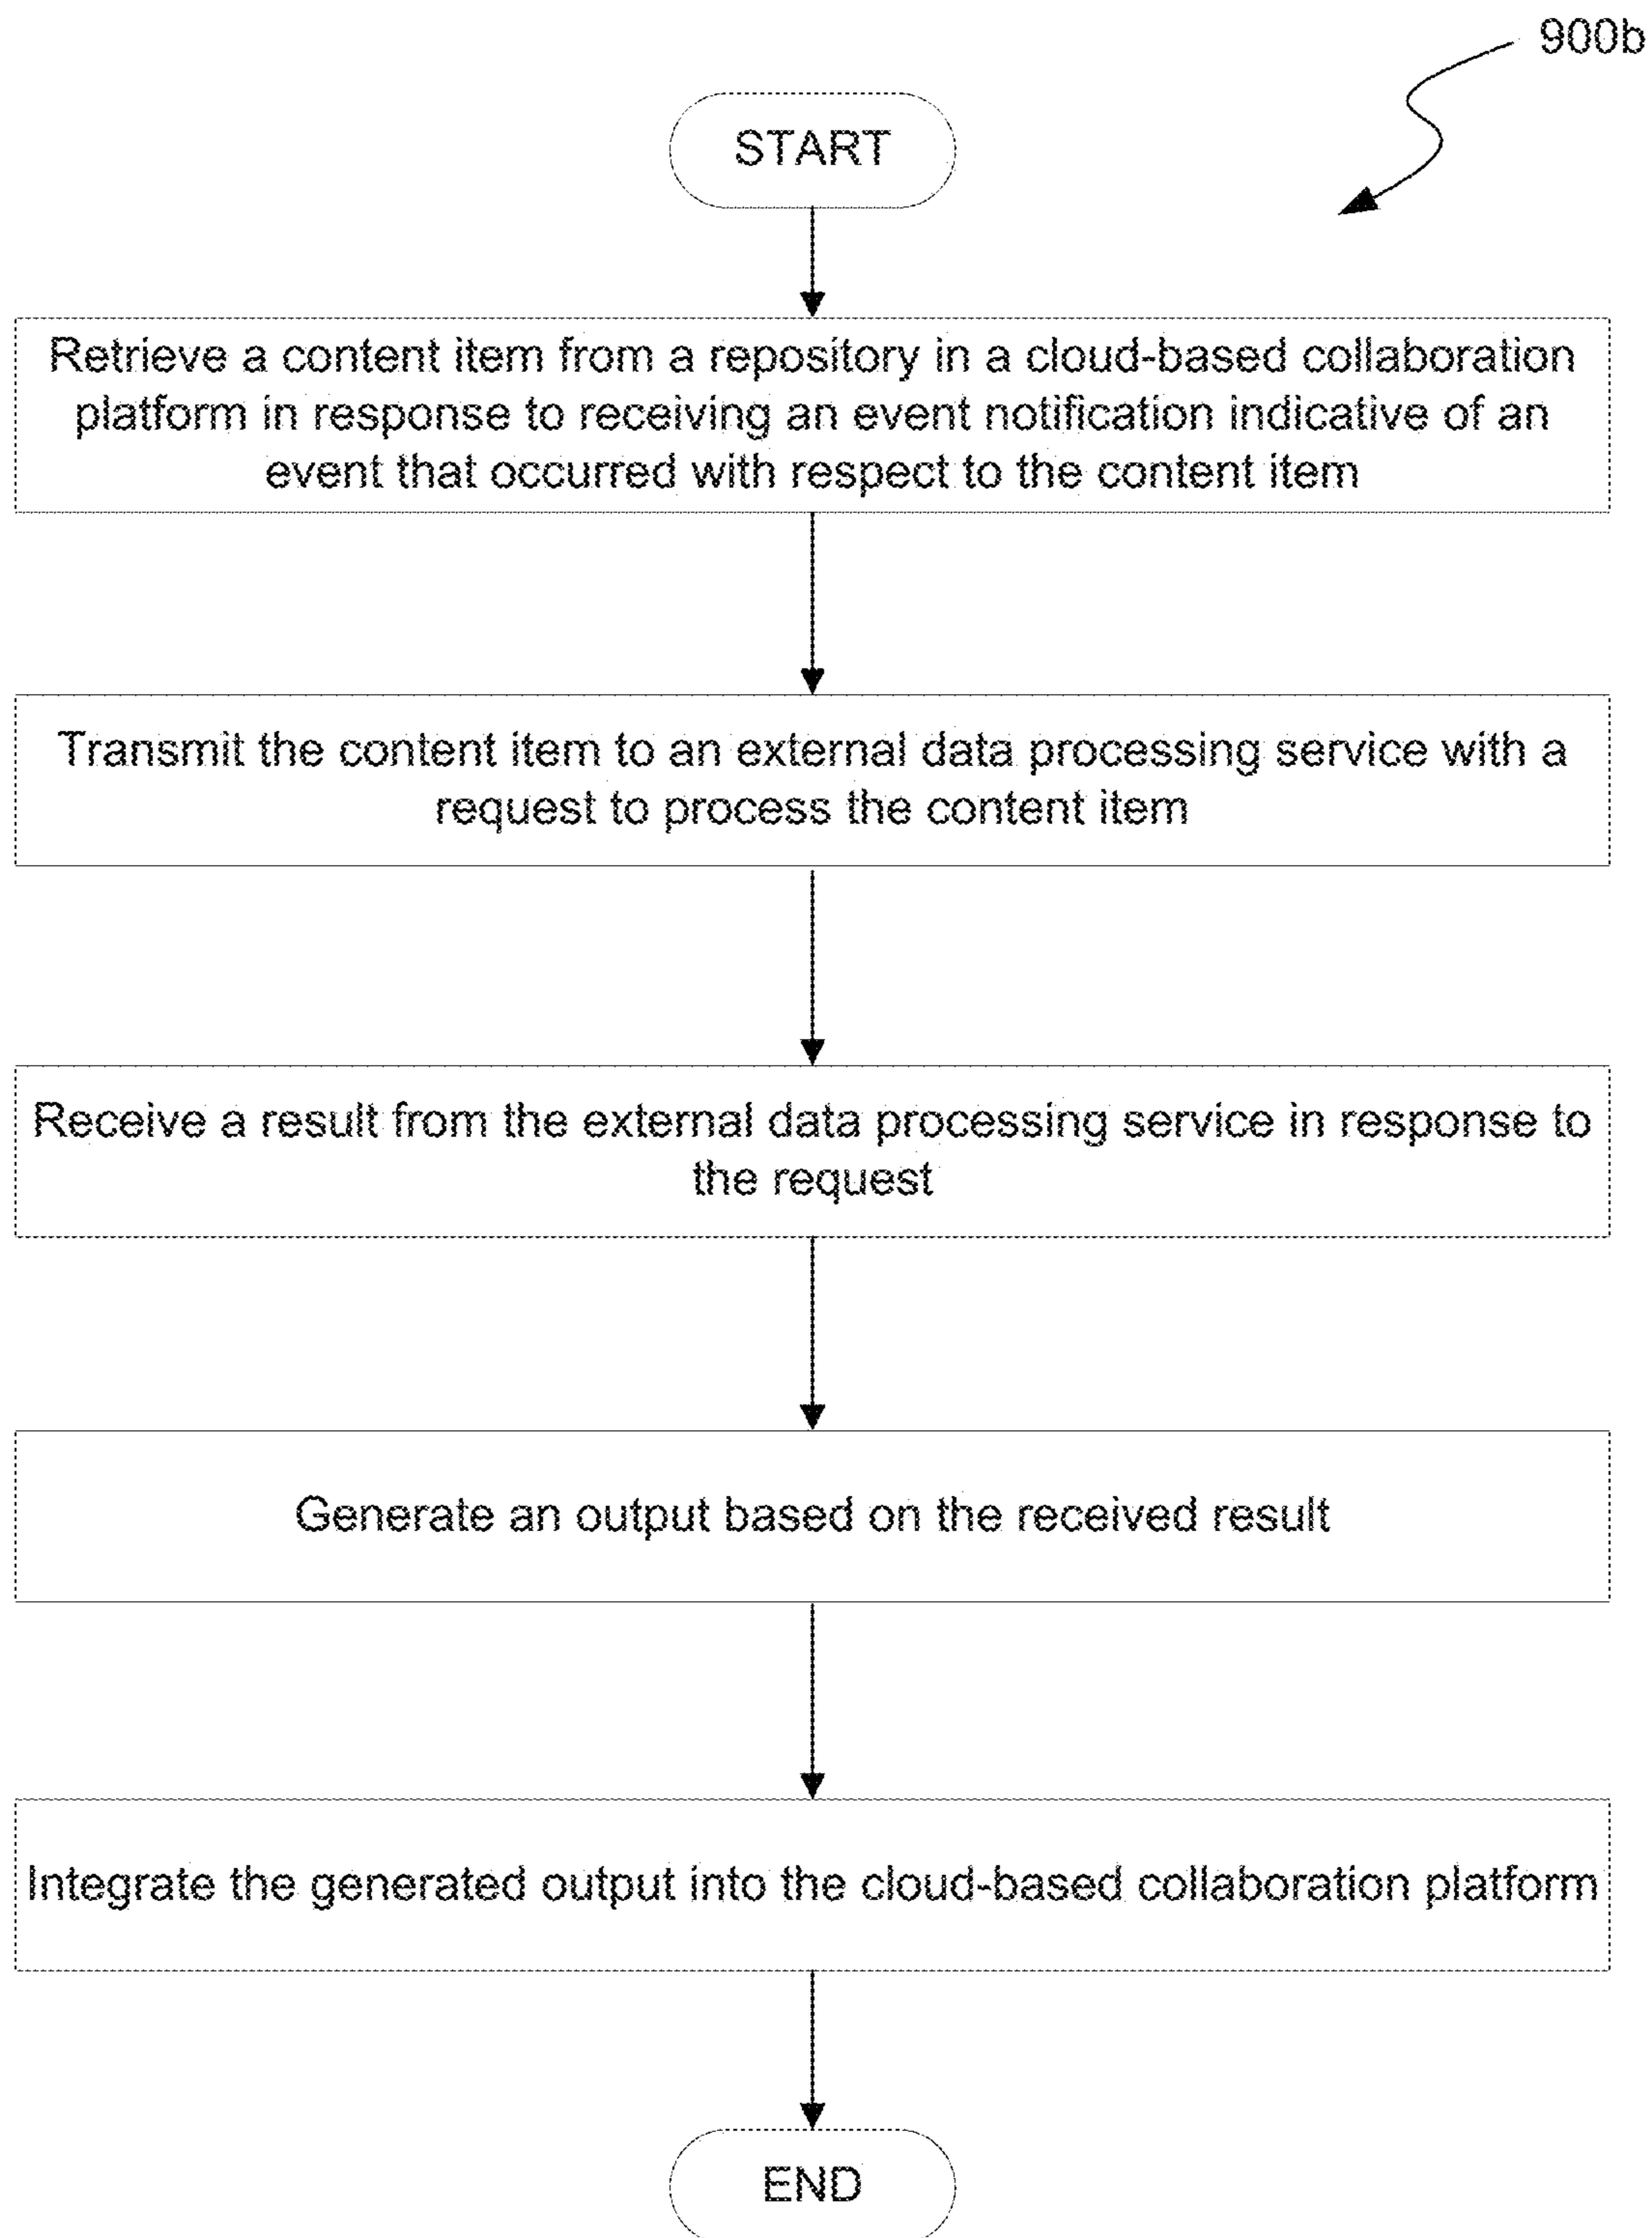 900b
START
Retrieve a content item from a repository in a cloud-based collaboration
platform in response to receiving an event notification indicative of an
event that occurred with respect to the content item
Transmit the content item to an external data processing service with a
request to process the content item
Receive a result from the external data processing service in response to
the request
Generate an output based on the received result
Integrate the generated output into the cloud-based collaboration platform
END